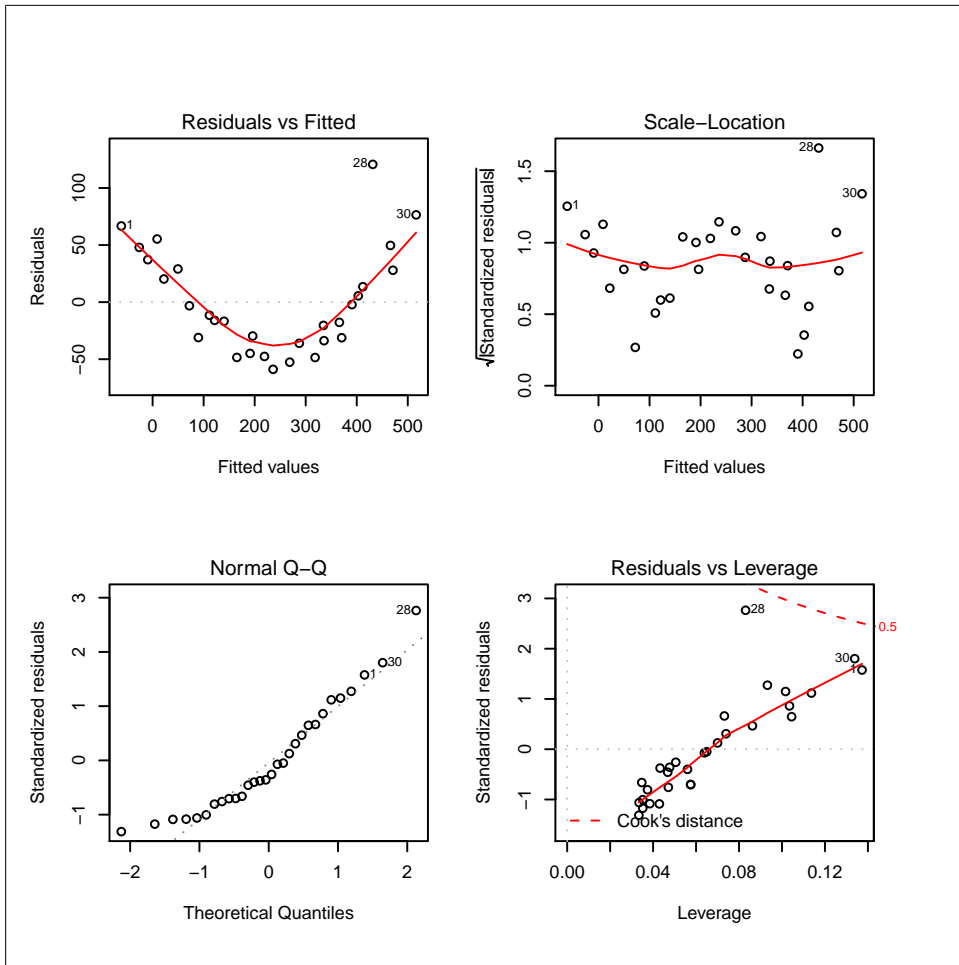 Residuals vs Fitted
Residuals
−50 0 50 100
0 100 200 300 400 500
Fitted values
1
28
30
Scale−Location
√|Standardized residuals|
0.0 0.5 1.0 1.5
0 100 200 300 400 500
Fitted values
1
28
30
Normal Q−Q
Standardized residuals
−1 0 1 2 3
−2 −1 0 1 2
Theoretical Quantiles
28
30
1
Residuals vs Leverage
Standardized residuals
−1 0 1 2 3
0.00 0.04 0.08 0.12
Leverage
28
30
1
0.5
Cook's distance